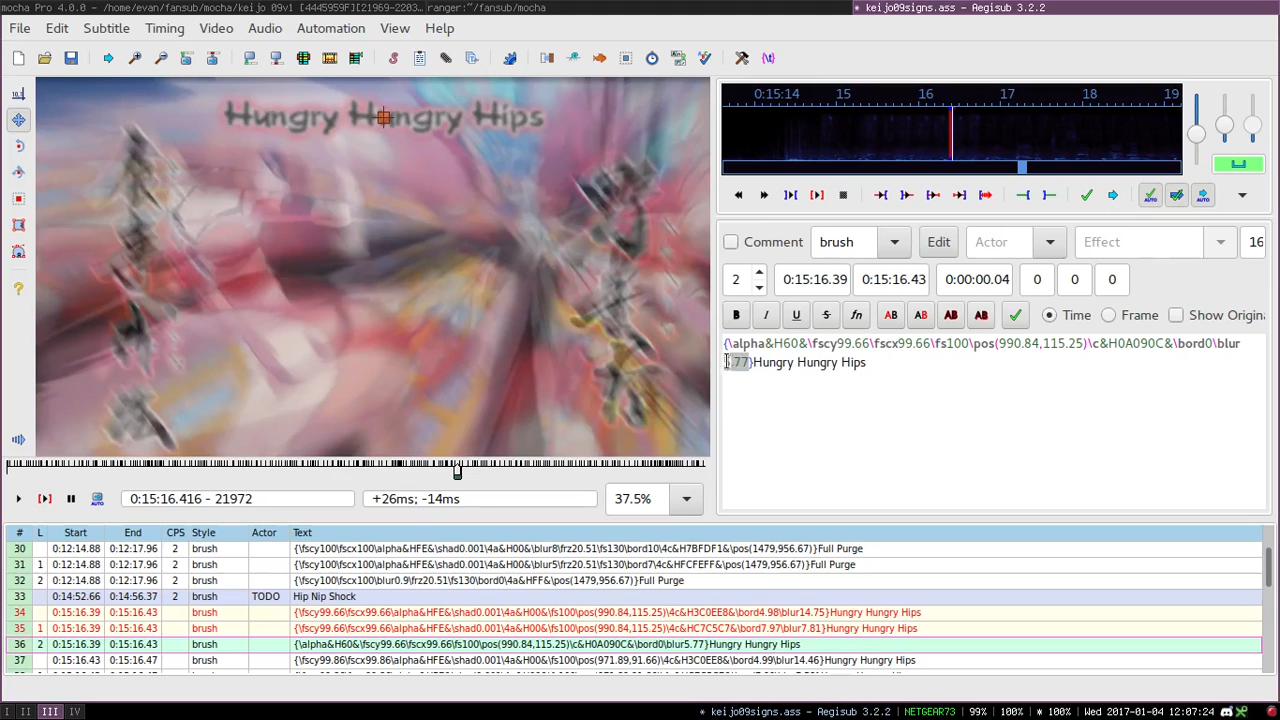 mocha Pro 4.0.0 - /home/evan/fansub/mocha/keijo 09v1 [4445959F][21969-2203… ranger:~/fansub/mocha
* keijo09signs.ass - Aegisub 3.2.2
File Edit Subtitle Timing Video Audio Automation View Help
Hungry Hungry Hips
0:15:14 15 16 17 18 19
Comment brush Edit Actor Effect 16
2 0:15:16.39 0:15:16.43 0:00:00.04 0 0 0
B I U S fn AB AB AB AB Time Frame Show Origin
{\alpha&H60&\fscy99.66\fscx99.66\fs100\pos(990.84,115.25)\c&H0A090C&\bord0\blur
5.77}Hungry Hungry Hips
0:15:16.416 - 21972 +26ms; -14ms 37.5%
# L Start End CPS Style Actor Text
30 0:12:14.88 0:12:17.96 2 brush {\fscy100\fscx100\alpha&HFE&\shad0.001\4a&H00&\blur8\frz20.51\fs130\bord10\4c&H7BFDF1&\pos(1479,956.67)}Full Purge
31 1 0:12:14.88 0:12:17.96 2 brush {\fscy100\fscx100\alpha&HFE&\shad0.001\4a&H00&\blur5\frz20.51\fs130\bord7\4c&HFCFEFF&\pos(1479,956.67)}Full Purge
32 2 0:12:14.88 0:12:17.96 2 brush {\fscy100\fscx100\blur0.9\frz20.51\fs130\bord0\4a&HFF&\pos(1479,956.67)}Full Purge
33 0:14:52.66 0:14:56.37 2 brush TODO Hip Nip Shock
34 0:15:16.39 0:15:16.43 brush {\fscy99.66\fscx99.66\alpha&HFE&\shad0.001\4a&H00&\fs100\pos(990.84,115.25)\4c&H3C0EE8&\bord4.98\blur14.75}Hungry Hungry Hips
35 1 0:15:16.39 0:15:16.43 brush {\fscy99.66\fscx99.66\alpha&HFE&\shad0.001\4a&H00&\fs100\pos(990.84,115.25)\4c&HC7C5C7&\bord7.97\blur7.81}Hungry Hungry Hips
36 2 0:15:16.39 0:15:16.43 brush {\alpha&H60&\fscy99.66\fscx99.66\fs100\pos(990.84,115.25)\c&H0A090C&\bord0\blur5.77}Hungry Hungry Hips
37 0:15:16.43 0:15:16.47 brush {\fscy99.86\fscx99.86\alpha&HFE&\shad0.001\4a&H00&\fs100\pos(971.89,91.66)\4c&H3C0EE8&\bord4.99\blur14.46}Hungry Hungry Hips
I II III IV
* keijo09signs.ass - Aegisub 3.2.2 NETGEAR73 99% 100% * 100% Wed 2017-01-04 12:07:24